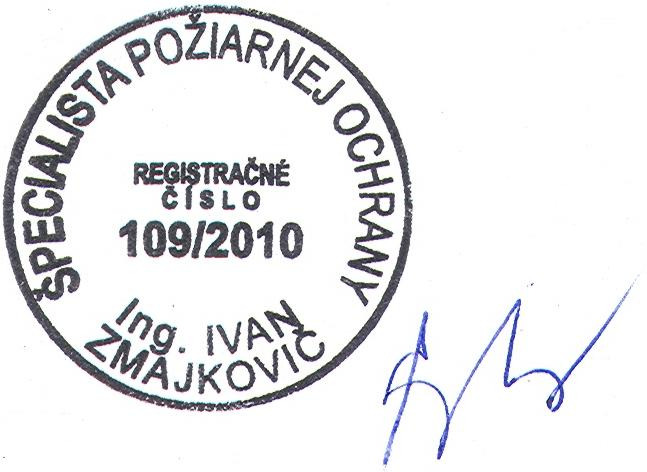 ŠPECIALISTA POŽIARNEJ OCHRANY
REGISTRAČNÉ
ČÍSLO
109/2010
Ing. IVAN
ZMAJKOVIČ